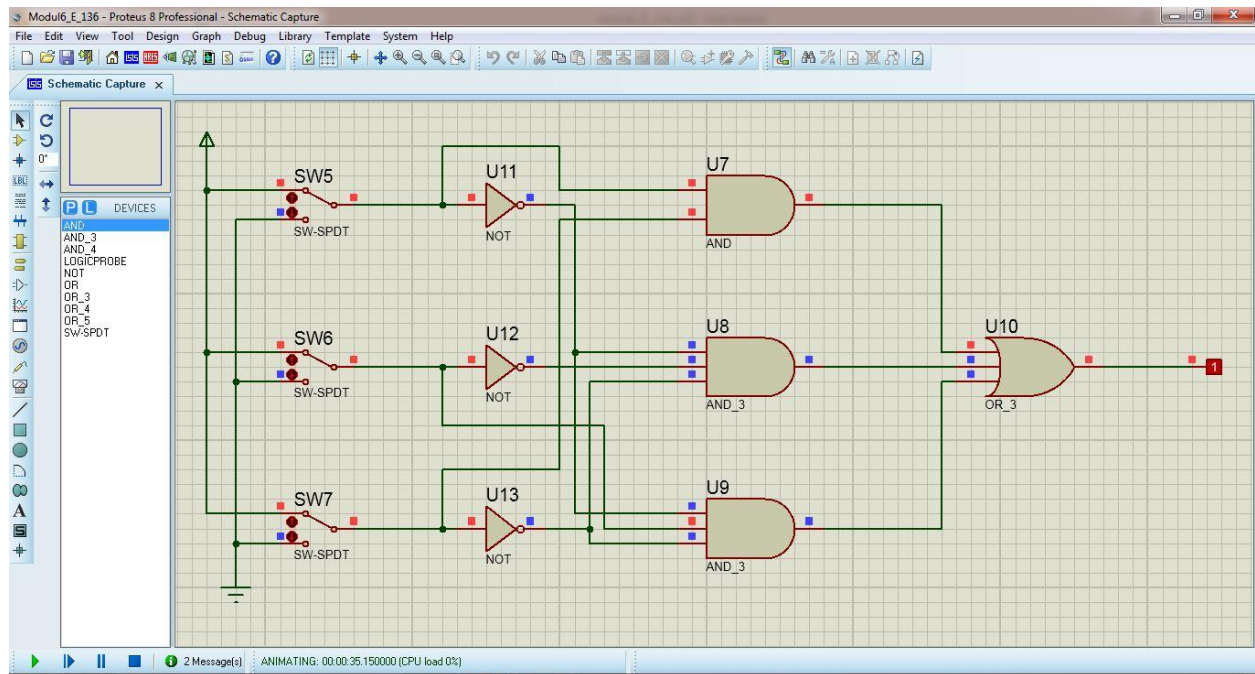 Modul6_E_136 - Proteus 8 Professional - Schematic Capture
File Edit View Tool Design Graph Debug Library Template System Help
Schematic Capture x
0°
LBL
P L DEVICES
AND
AND_3
AND_4
LOGICPROBE
NOT
OR
OR_3
OR_4
OR_5
SW-SPDT
A
S
SW5
SW-SPDT
U11
NOT
U7
AND
SW6
SW-SPDT
U12
NOT
U8
AND_3
U10
OR_3
1
SW7
SW-SPDT
U13
NOT
U9
AND_3
2 Message(s)
ANIMATING: 00:00:35.150000 (CPU load 0%)